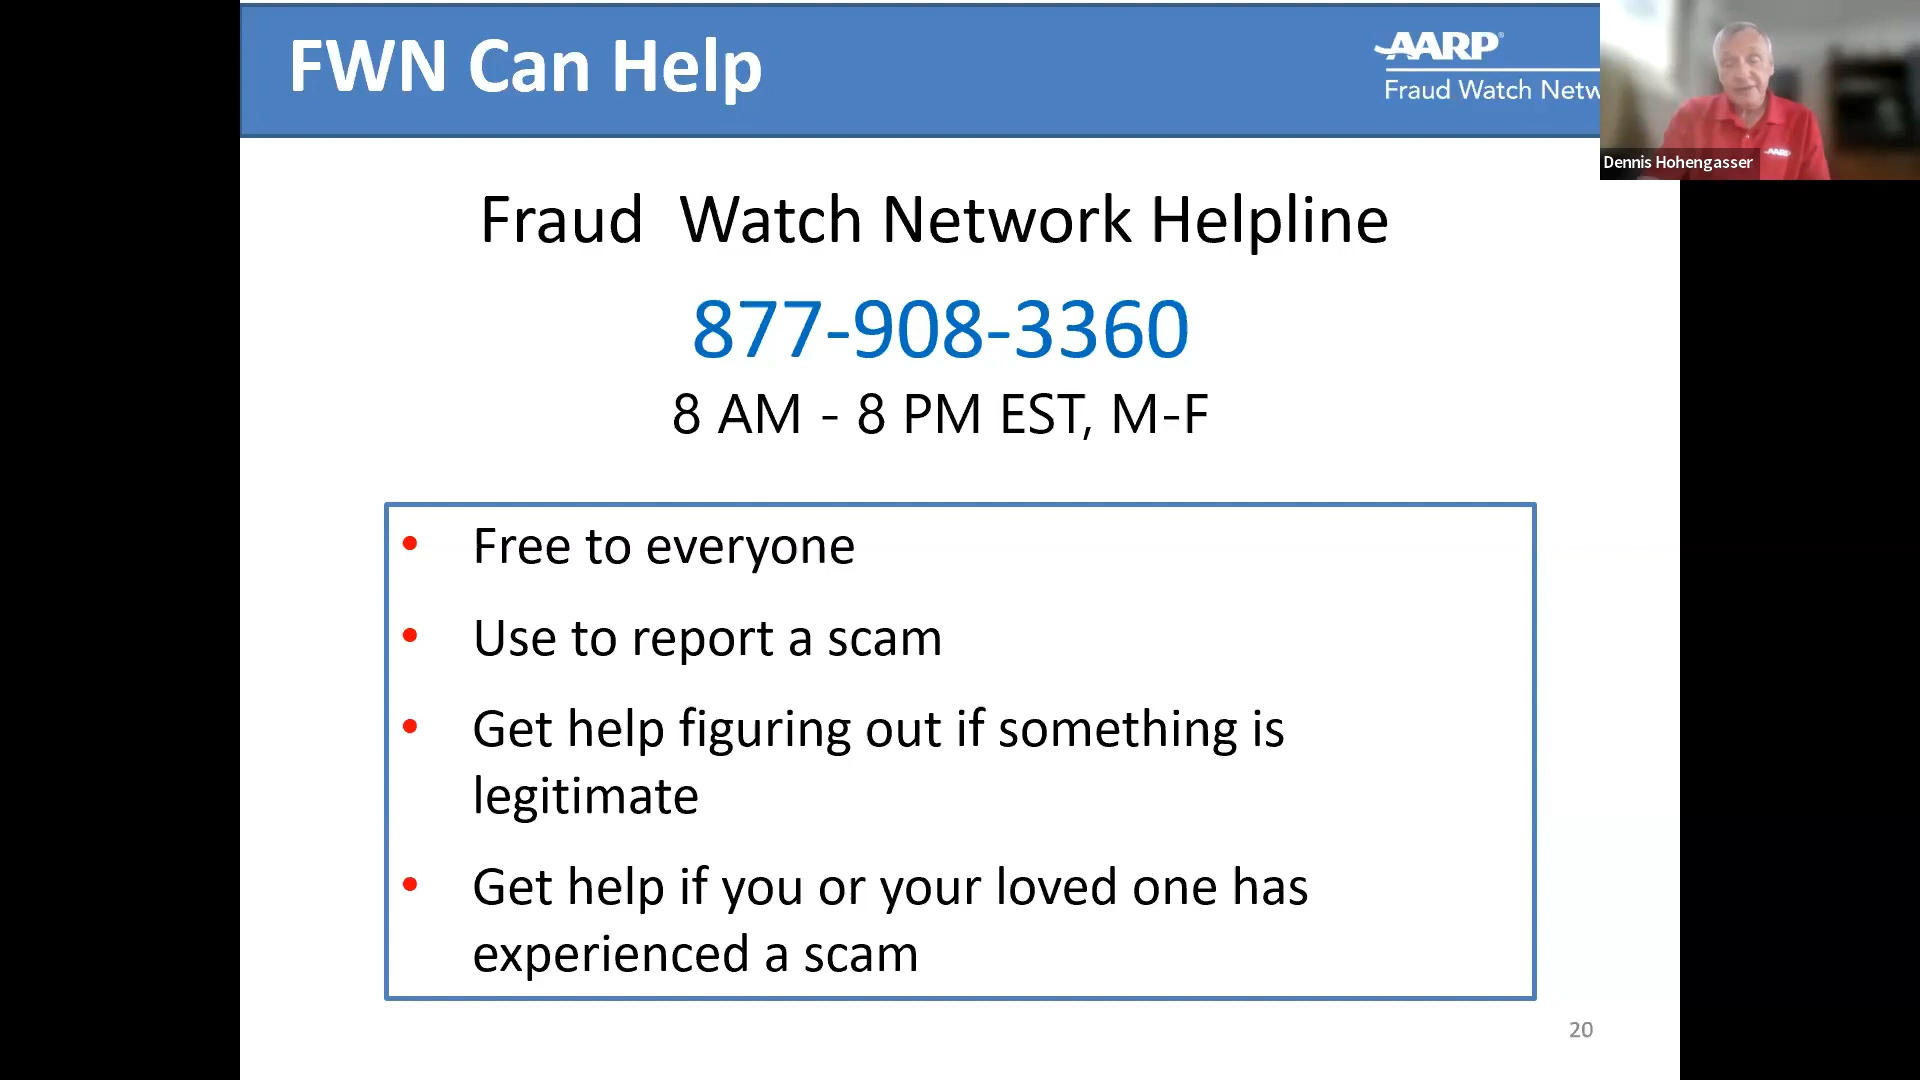 FWN Can Help
AARP®
Fraud Watch Netw
Dennis Hohengasser
AARP
Fraud Watch Network Helpline
877-908-3360
8 AM - 8 PM EST, M-F
• Free to everyone
• Use to report a scam
• Get help figuring out if something is
legitimate
• Get help if you or your loved one has
experienced a scam
20